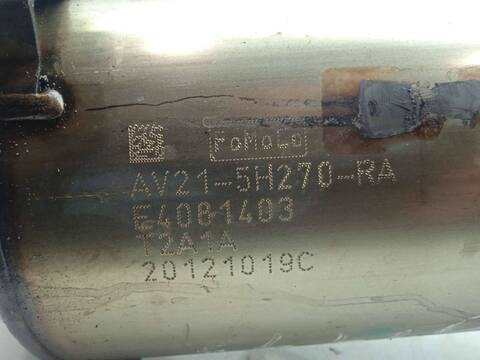 FoMoCo
AV21-5H270-RA
E4081403
T2A1A
20121019C